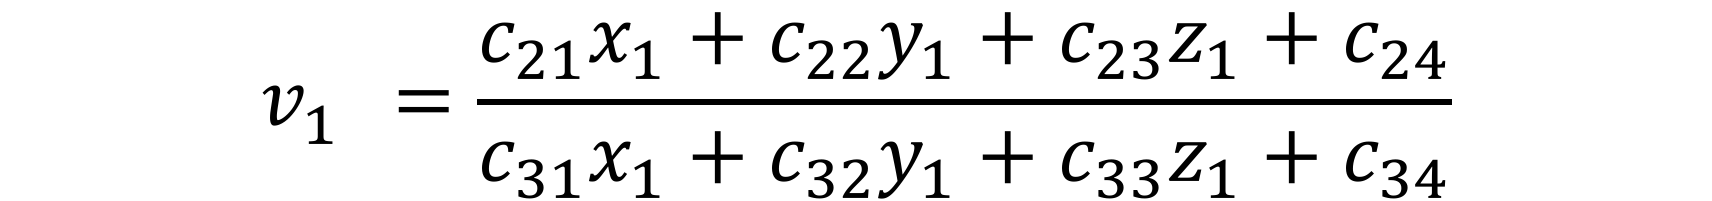 v₁ = (c₂₁x₁ + c₂₂y₁ + c₂₃z₁ + c₂₄) / (c₃₁x₁ + c₃₂y₁ + c₃₃z₁ + c₃₄)